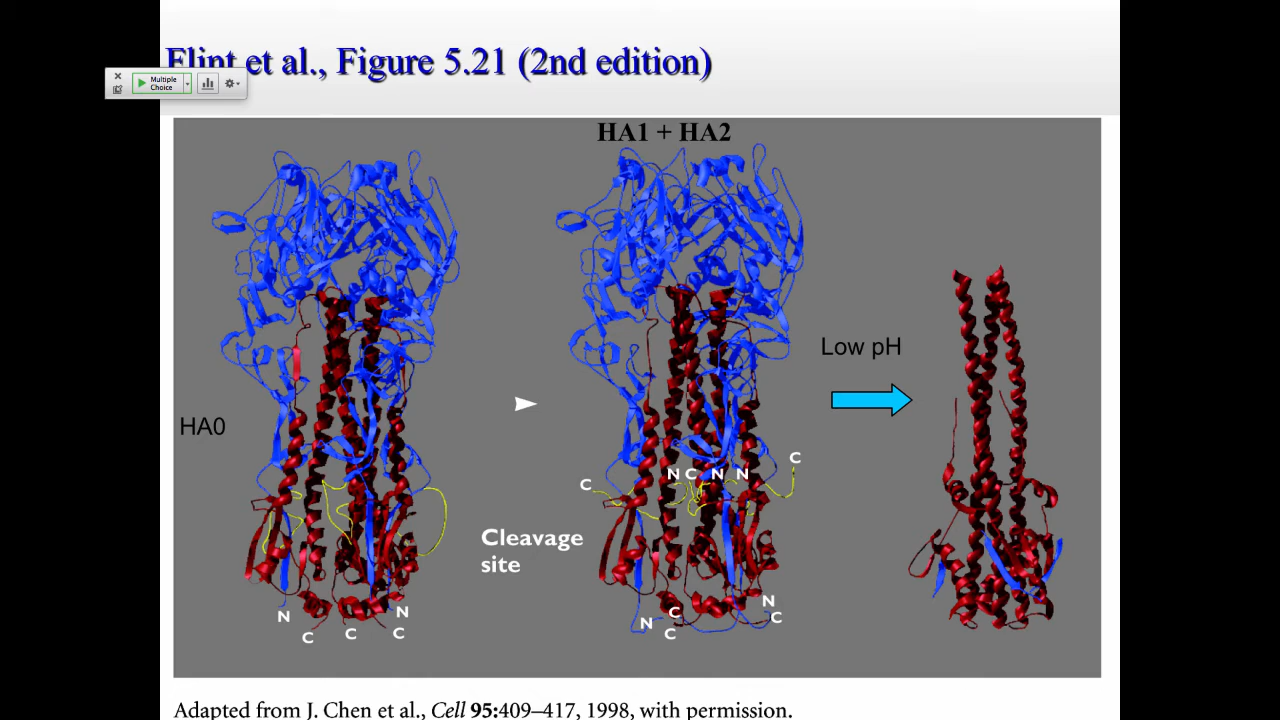 Flint et al., Figure 5.21 (2nd edition)
Multiple
Choice
HA1 + HA2
Low pH
HA0
C
N C N N
C
Cleavage
site
N
C
C
N
C
N
C
C
N
C
Adapted from J. Chen et al., Cell 95:409–417, 1998, with permission.